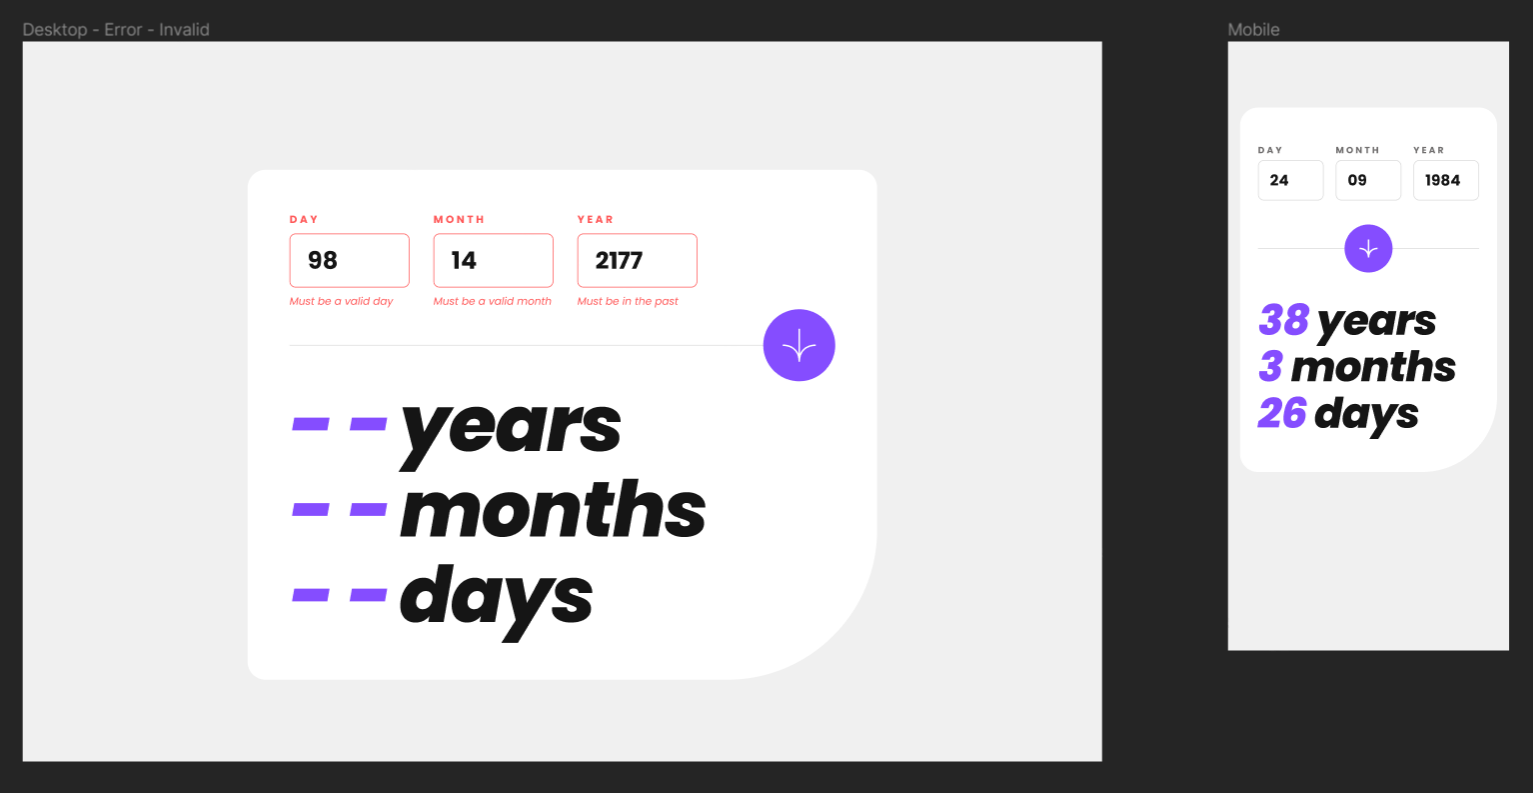 Desktop - Error - Invalid
DAY MONTH YEAR
98 14 2177
Must be a valid day Must be a valid month Must be in the past
- - years
- - months
- - days
Mobile
DAY MONTH YEAR
24 09 1984
38 years
3 months
26 days